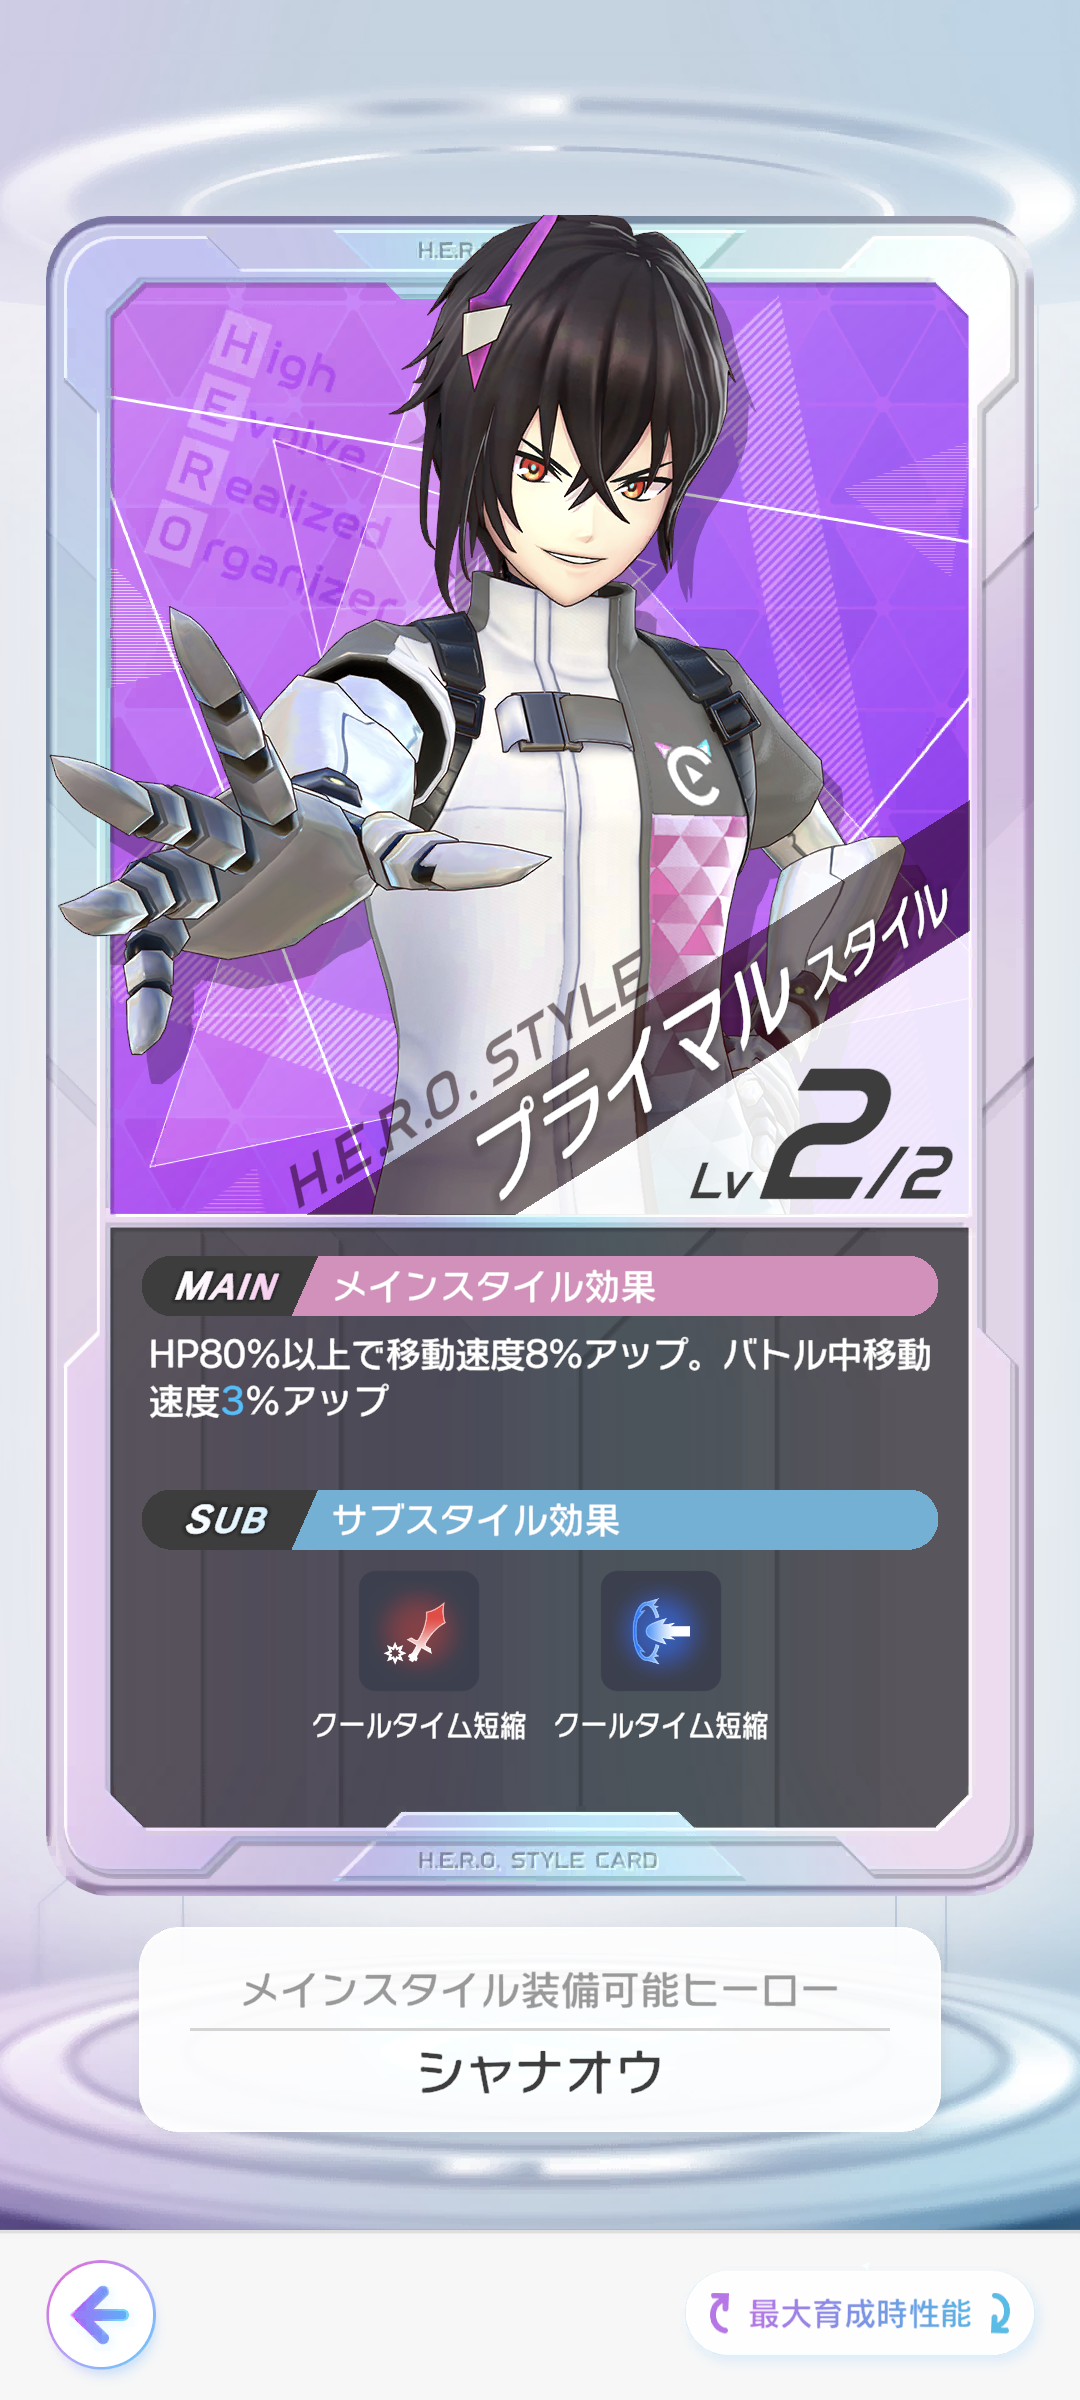 H.E.R
High
Evolve
Realized
Organizer
H.E.R.O. STYLE
プライマルスタイル
Lv2/2
MAIN メインスタイル効果
HP80%以上で移動速度8%アップ。バトル中移動
速度3%アップ
SUB サブスタイル効果
クールタイム短縮 クールタイム短縮
H.E.R.O. STYLE CARD
メインスタイル装備可能ヒーロー
シャナオウ
最大育成時性能